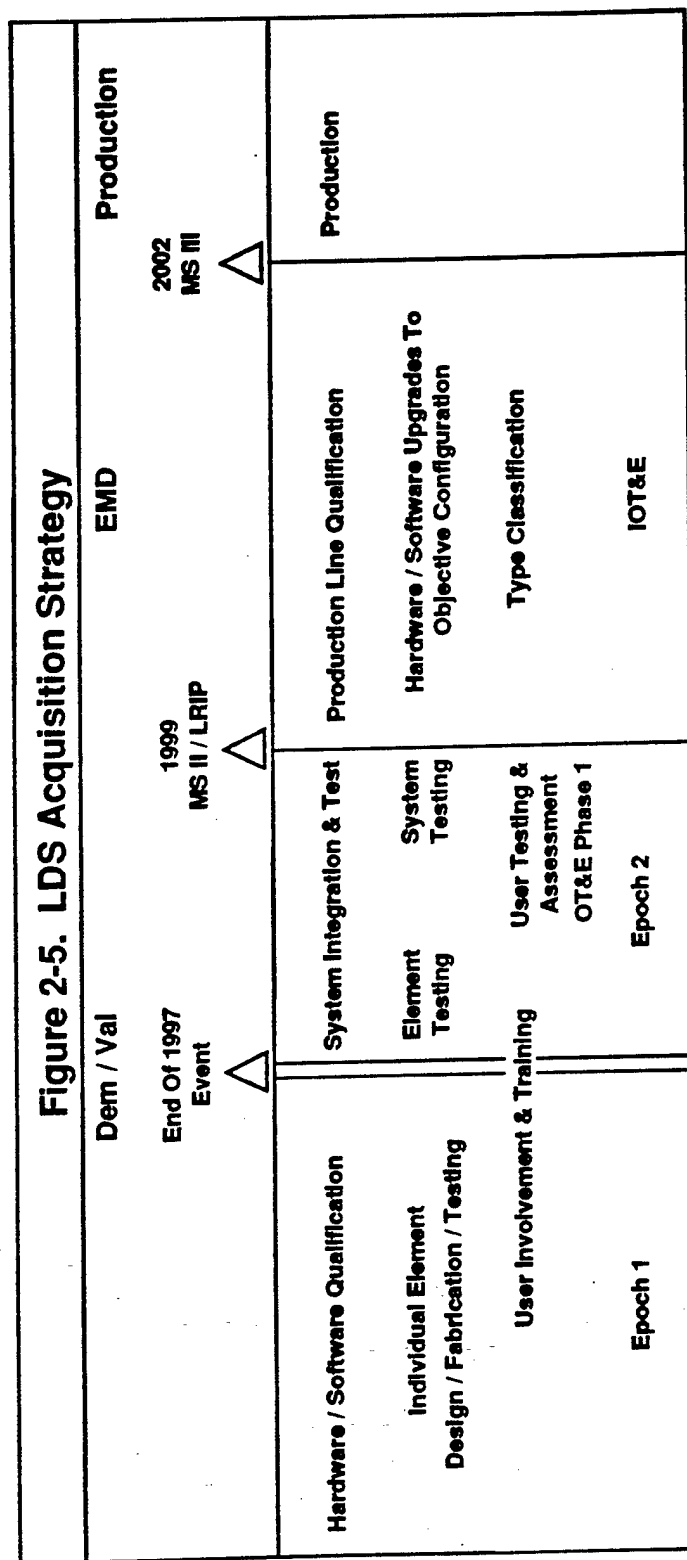 Figure 2-5. LDS Acquisition Strategy
Dem / Val
EMD
Production
End Of 1997
Event
1999
MS II / LRIP
2002
MS III
Hardware / Software Qualification
Individual Element
Design / Fabrication / Testing
User Involvement & Training
Epoch 1
System Integration & Test
Element
Testing
System
Testing
User Testing &
Assessment
OT&E Phase 1
Epoch 2
Production Line Qualification
Hardware / Software Upgrades To
Objective Configuration
Type Classification
IOT&E
Production